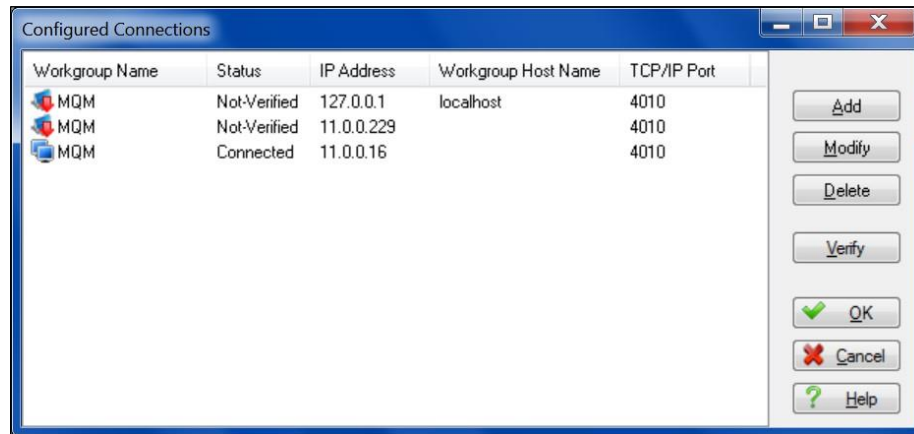 Configured Connections
Workgroup Name Status IP Address Workgroup Host Name TCP/IP Port
MQM Not-Verified 127.0.0.1 localhost 4010
MQM Not-Verified 11.0.0.229 4010
MQM Connected 11.0.0.16 4010
Add
Modify
Delete
Verify
OK
Cancel
Help